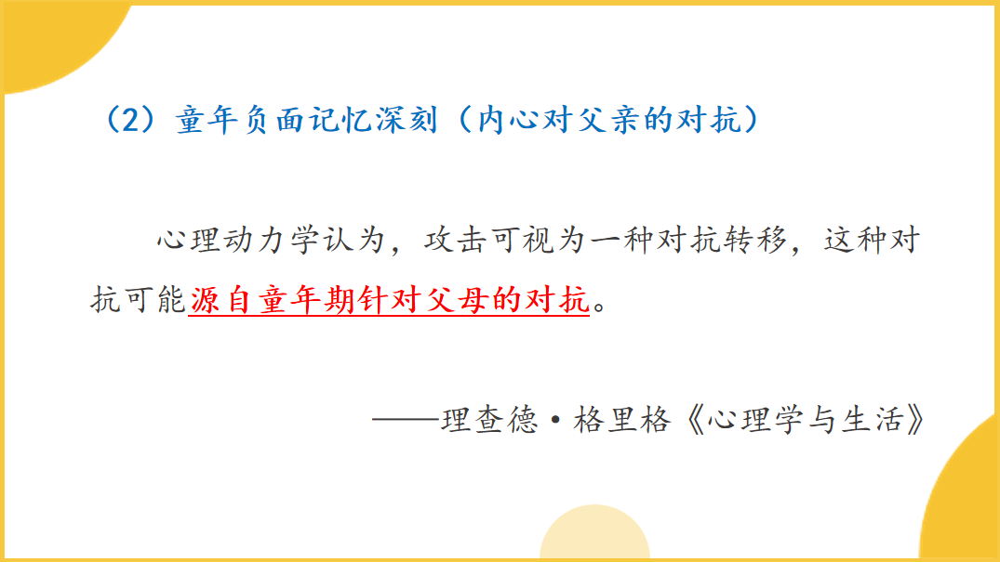 （2）童年负面记忆深刻（内心对父亲的对抗）
心理动力学认为，攻击可视为一种对抗转移，这种对
抗可能源自童年期针对父母的对抗。
——理查德·格里格《心理学与生活》